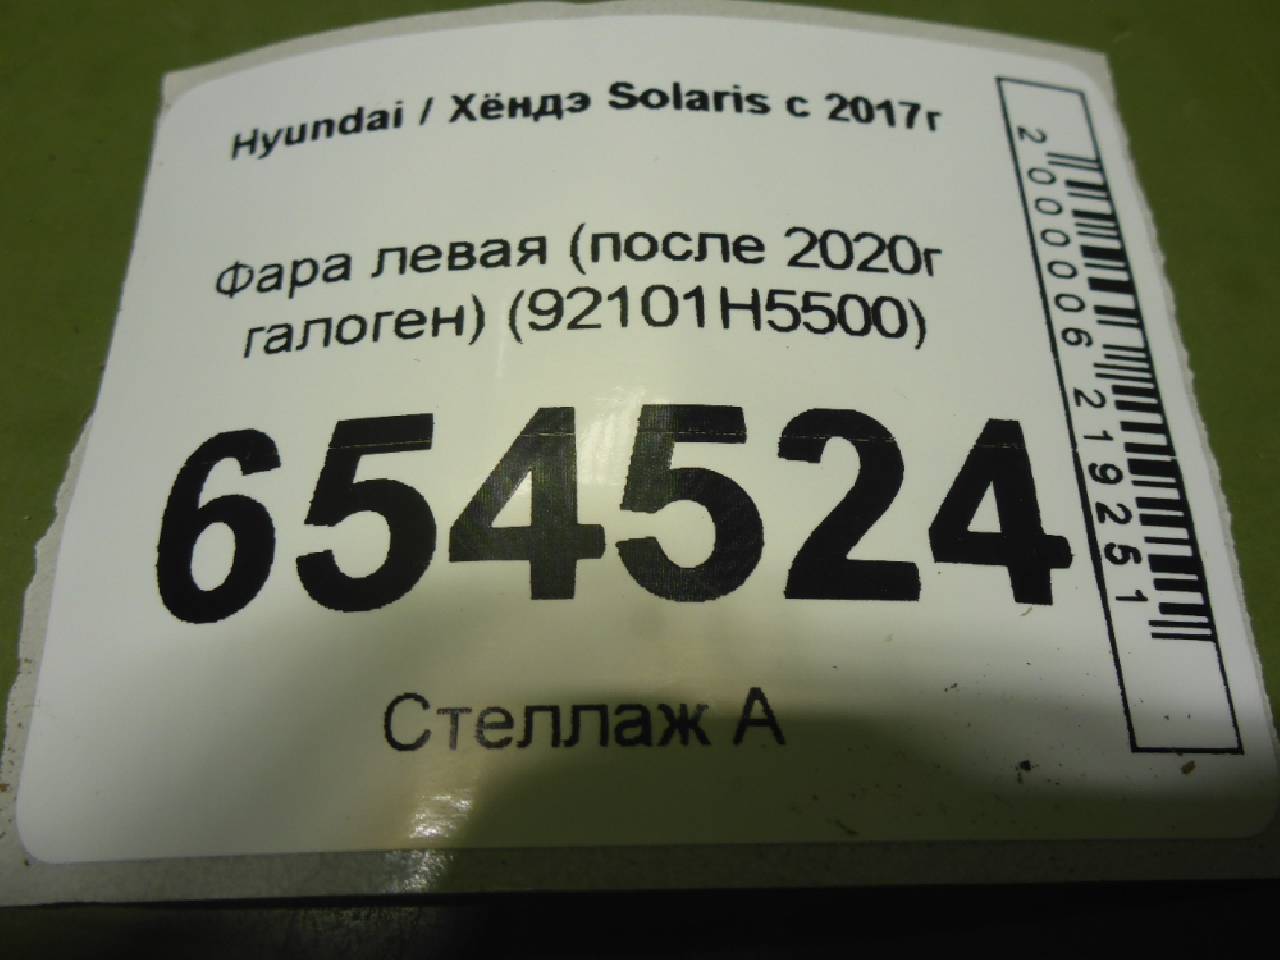 Hyundai / Хёндэ Solaris с 2017г
Фара левая (после 2020г
галоген) (92101H5500)
654524
Стеллаж А
2000006219251